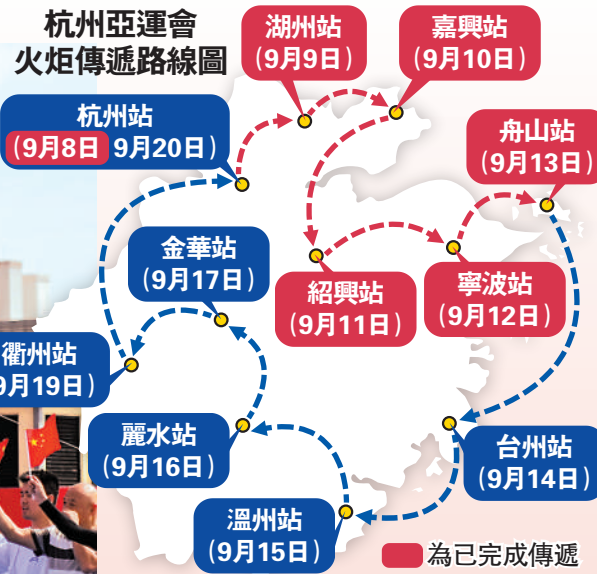 杭州亞運會
火炬傳遞路線圖
湖州站
(9月9日)
嘉興站
(9月10日)
杭州站
(9月8日 9月20日)
舟山站
(9月13日)
金華站
(9月17日)
紹興站
(9月11日)
寧波站
(9月12日)
衢州站
9月19日)
麗水站
(9月16日)
台州站
(9月14日)
溫州站
(9月15日)
為已完成傳遞